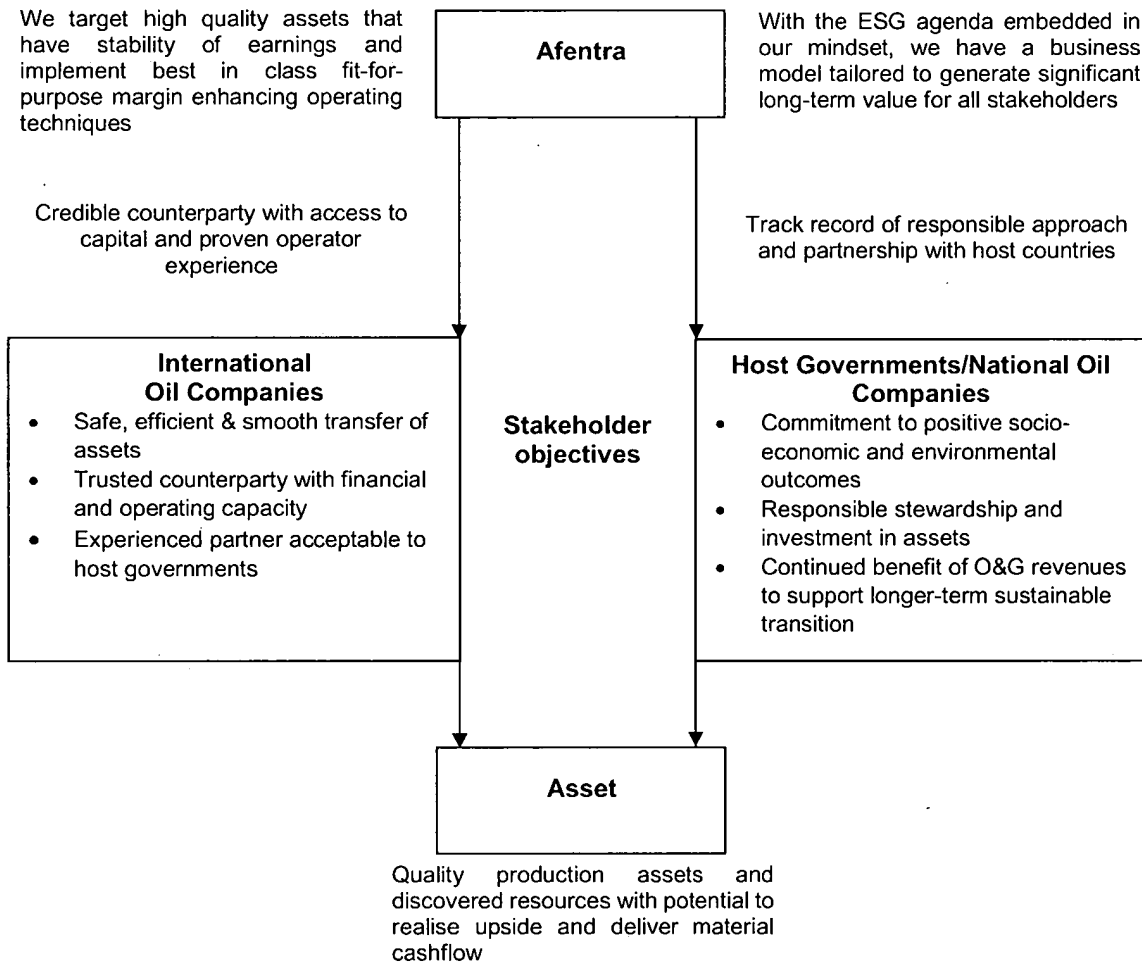 We target high quality assets that
have stability of earnings and
implement best in class fit-for-
purpose margin enhancing operating
techniques
Afentra
With the ESG agenda embedded in
our mindset, we have a business
model tailored to generate significant
long-term value for all stakeholders
Credible counterparty with access to
capital and proven operator
experience
Track record of responsible approach
and partnership with host countries
International
Oil Companies
• Safe, efficient & smooth transfer of
assets
• Trusted counterparty with financial
and operating capacity
• Experienced partner acceptable to
host governments
Stakeholder
objectives
Host Governments/National Oil
Companies
• Commitment to positive socio-
economic and environmental
outcomes
• Responsible stewardship and
investment in assets
• Continued benefit of O&G revenues
to support longer-term sustainable
transition
Asset
Quality production assets and
discovered resources with potential to
realise upside and deliver material
cashflow